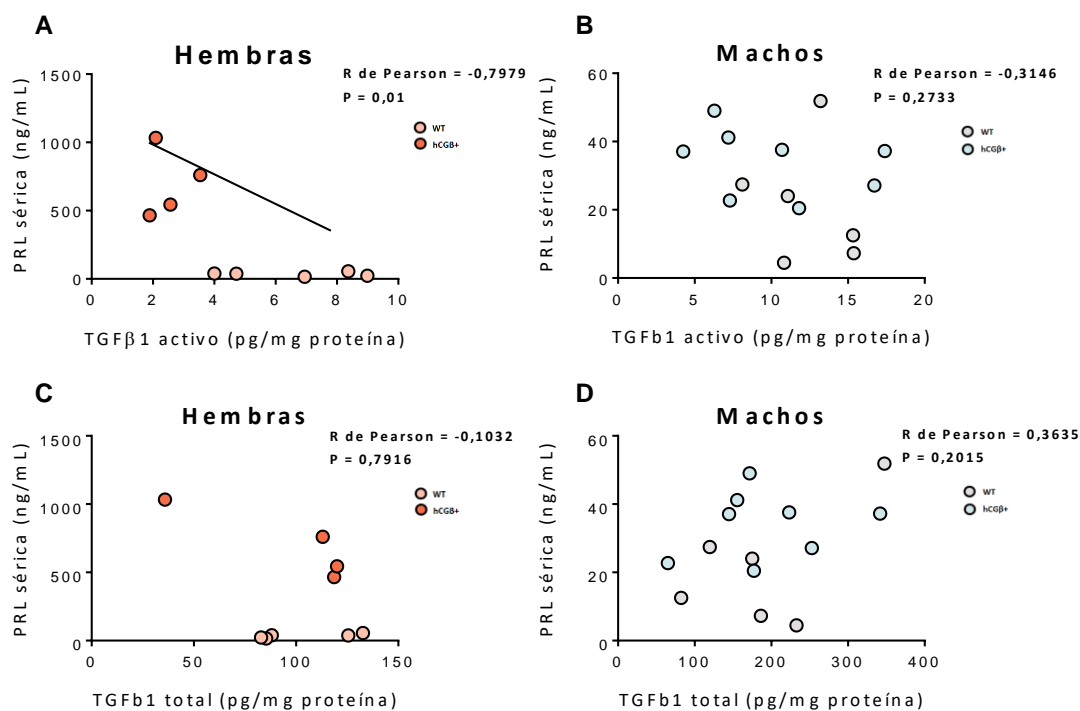 A
Hembras
R de Pearson = -0,7979
P = 0,01
WT
hCGβ+
PRL sérica (ng/mL)
1500
1000
500
0
0 2 4 6 8 10
TGFβ1 activo (pg/mg proteína)
B
Machos
R de Pearson = -0,3146
P = 0,2733
WT
hCGβ+
PRL sérica (ng/mL)
60
40
20
0
0 5 10 15 20
TGFb1 activo (pg/mg proteína)
C
Hembras
R de Pearson = -0,1032
P = 0,7916
WT
hCGβ+
PRL sérica (ng/mL)
1500
1000
500
0
0 50 100 150
TGFb1 total (pg/mg proteína)
D
Machos
R de Pearson = 0,3635
P = 0,2015
WT
hCGβ+
PRL sérica (ng/mL)
60
40
20
0
0 100 200 300 400
TGFb1 total (pg/mg proteína)